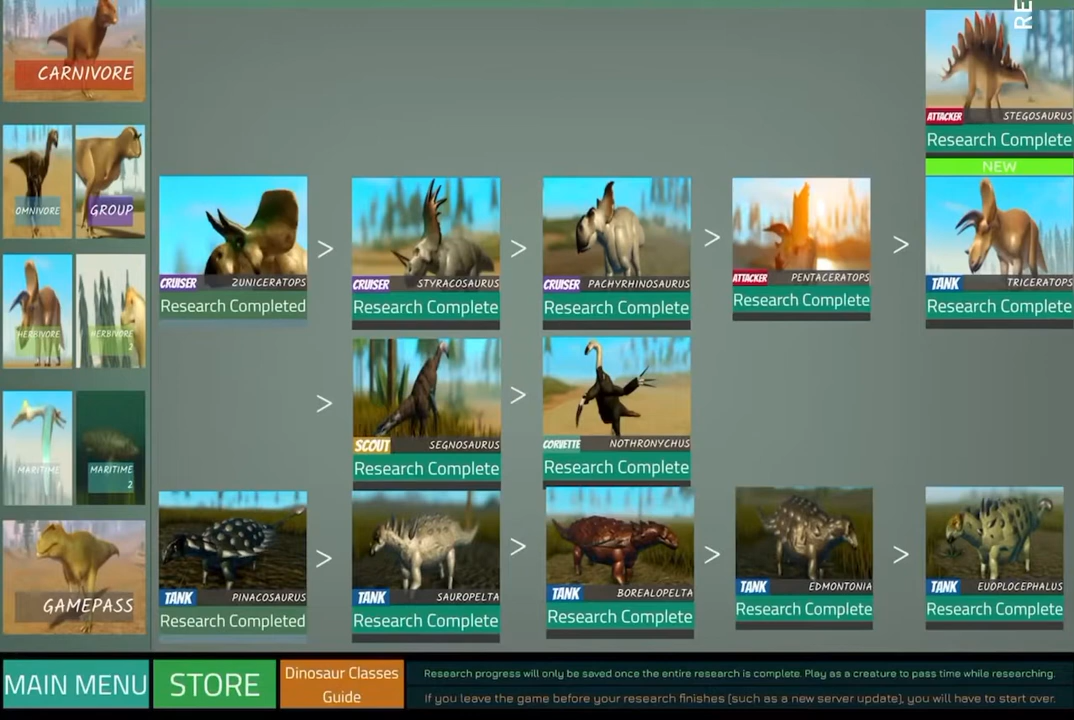 RE
CARNIVORE
OMNIVORE
GROUP
HERBIVORE
HERBIVORE
2
MARITIME
MARITIME
2
GAMEPASS
ATTACKER STEGOSAURUS
Research Complete
NEW
CRUISER ZUNICERATOPS
Research Completed
>
CRUISER STYRACOSAURUS
Research Complete
>
CRUISER PACHYRHINOSAURUS
Research Complete
>
ATTACKER PENTACERATOPS
Research Complete
>
TANK TRICERATOPS
Research Complete
>
SCOUT SEGNOSAURUS
Research Complete
>
CORVETTE NOTHRONYCHUS
Research Complete
TANK PINACOSAURUS
Research Completed
>
TANK SAUROPELTA
Research Complete
>
TANK BOREALOPELTA
Research Complete
>
TANK EDMONTONIA
Research Complete
>
TANK EUOPLOCEPHALUS
Research Complete
MAIN MENU
STORE
Dinosaur Classes
Guide
Research progress will only be saved once the entire research is complete. Play as a creature to pass time while researching.
If you leave the game before your research finishes (such as a new server update), you will have to start over.